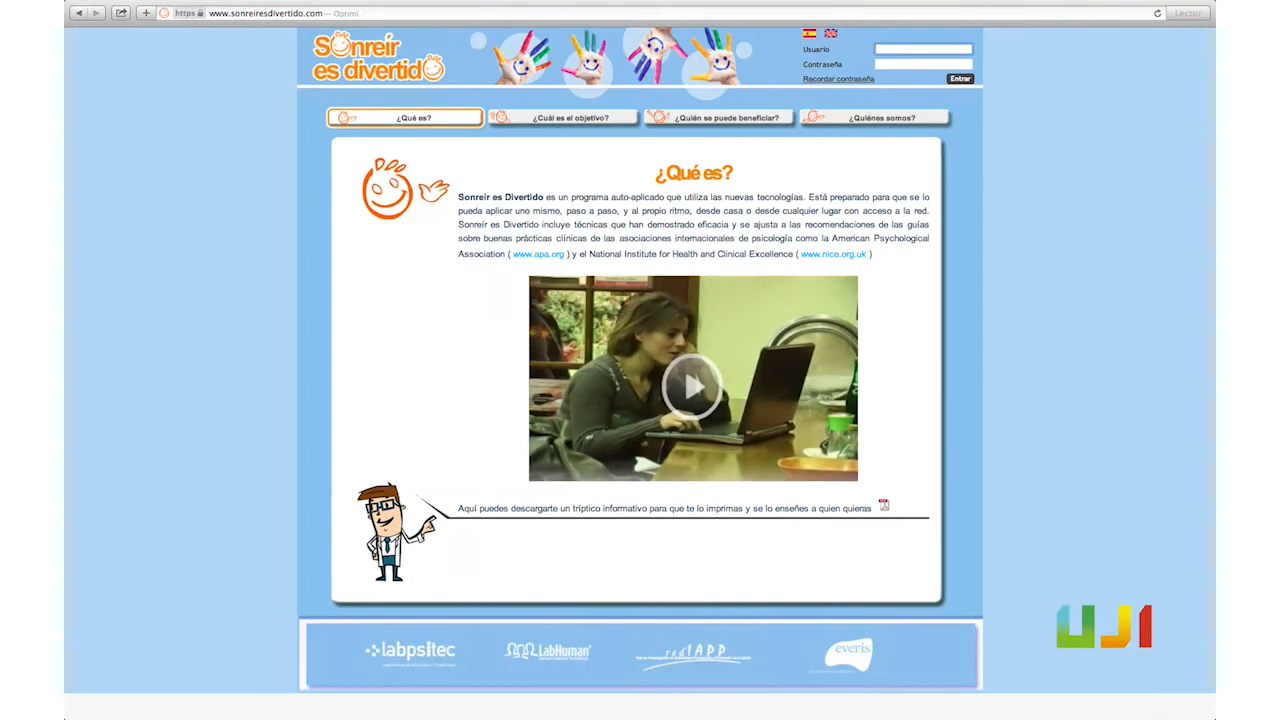 https www.sonreiresdivertido.com — Optimi
Lector
Sonreír
es divertido
Usuario
Contraseña
Recordar contraseña
Entrar
¿Qué es?
¿Cuál es el objetivo?
¿Quién se puede beneficiar?
¿Quiénes somos?
¿Qué es?
Sonreír es Divertido es un programa auto-aplicado que utiliza las nuevas tecnologías. Está preparado para que se lo
pueda aplicar uno mismo, paso a paso, y al propio ritmo, desde casa o desde cualquier lugar con acceso a la red.
Sonreír es Divertido incluye técnicas que han demostrado eficacia y se ajusta a las recomendaciones de las guías
sobre buenas prácticas clínicas de las asociaciones internacionales de psicología como la American Psychological
Association ( www.apa.org ) y el National Institute for Health and Clinical Excellence ( www.nice.org.uk )
Aquí puedes descargarte un tríptico informativo para que te lo imprimas y se lo enseñes a quien quieras
UJI
labpsitec
LabHuman
redIAPP
everis